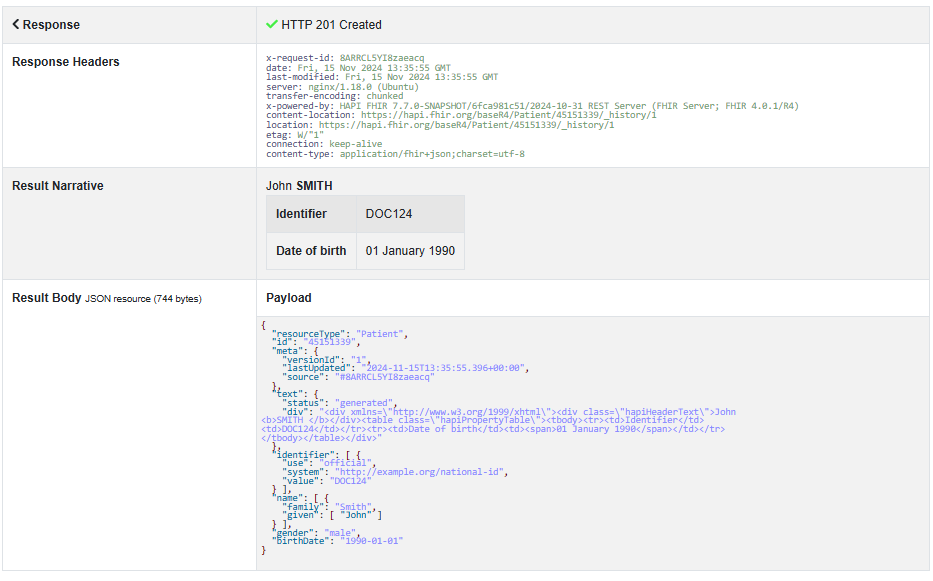 Response
HTTP 201 Created
Response Headers
x-request-id: 8ARRCL5YI8zaeacq
date: Fri, 15 Nov 2024 13:35:55 GMT
last-modified: Fri, 15 Nov 2024 13:35:55 GMT
server: nginx/1.18.0 (Ubuntu)
transfer-encoding: chunked
x-powered-by: HAPI FHIR 7.7.0-SNAPSHOT/6fca981c51/2024-10-31 REST Server (FHIR Server; FHIR 4.0.1/R4)
content-location: https://hapi.fhir.org/baseR4/Patient/45151339/_history/1
location: https://hapi.fhir.org/baseR4/Patient/45151339/_history/1
etag: W/"1"
connection: keep-alive
content-type: application/fhir+json;charset=utf-8
Result Narrative
John SMITH
Identifier DOC124
Date of birth 01 January 1990
Result Body JSON resource (744 bytes)
Payload
{
"resourceType": "Patient",
"id": "45151339",
"meta": {
"versionId": "1",
"lastUpdated": "2024-11-15T13:35:55.396+00:00",
"source": "#8ARRCL5YI8zaeacq"
},
"text": {
"status": "generated",
"div": "<div xmlns=\"http://www.w3.org/1999/xhtml\"><div class=\"hapiHeaderText\">John
<b>SMITH </b></div><table class=\"hapiPropertyTable\"><tbody><tr><td>Identifier</td>
<td>DOC124</td></tr><tr><td>Date of birth</td><td><span>01 January 1990</span></td></tr>
</tbody></table></div>"
},
"identifier": [ {
"use": "official",
"system": "http://example.org/national-id",
"value": "DOC124"
} ],
"name": [ {
"family": "Smith",
"given": [ "John" ]
} ],
"gender": "male",
"birthDate": "1990-01-01"
}